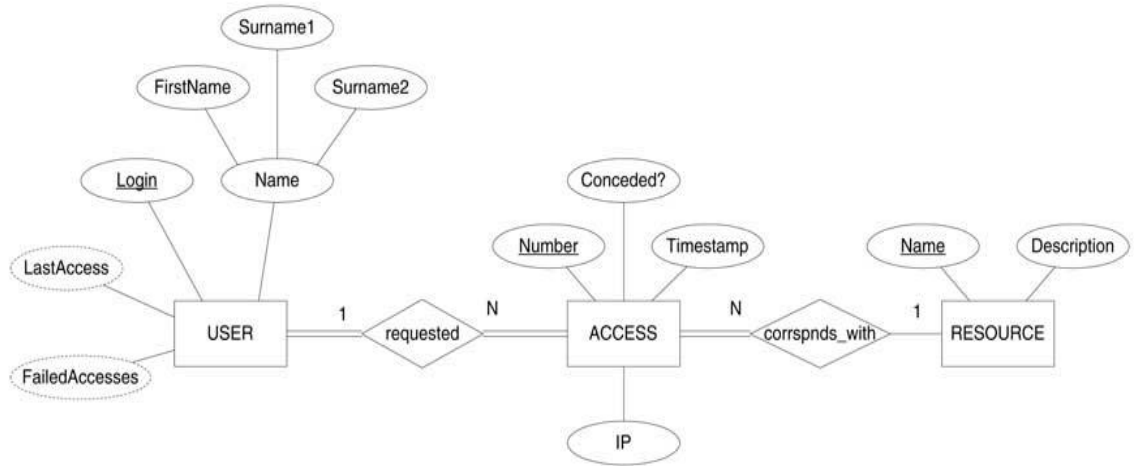 Surname1
FirstName
Surname2
Login
Name
Conceded?
Number
Timestamp
Name
Description
LastAccess
USER
1
requested
N
ACCESS
N
corrspnds_with
1
RESOURCE
FailedAccesses
IP